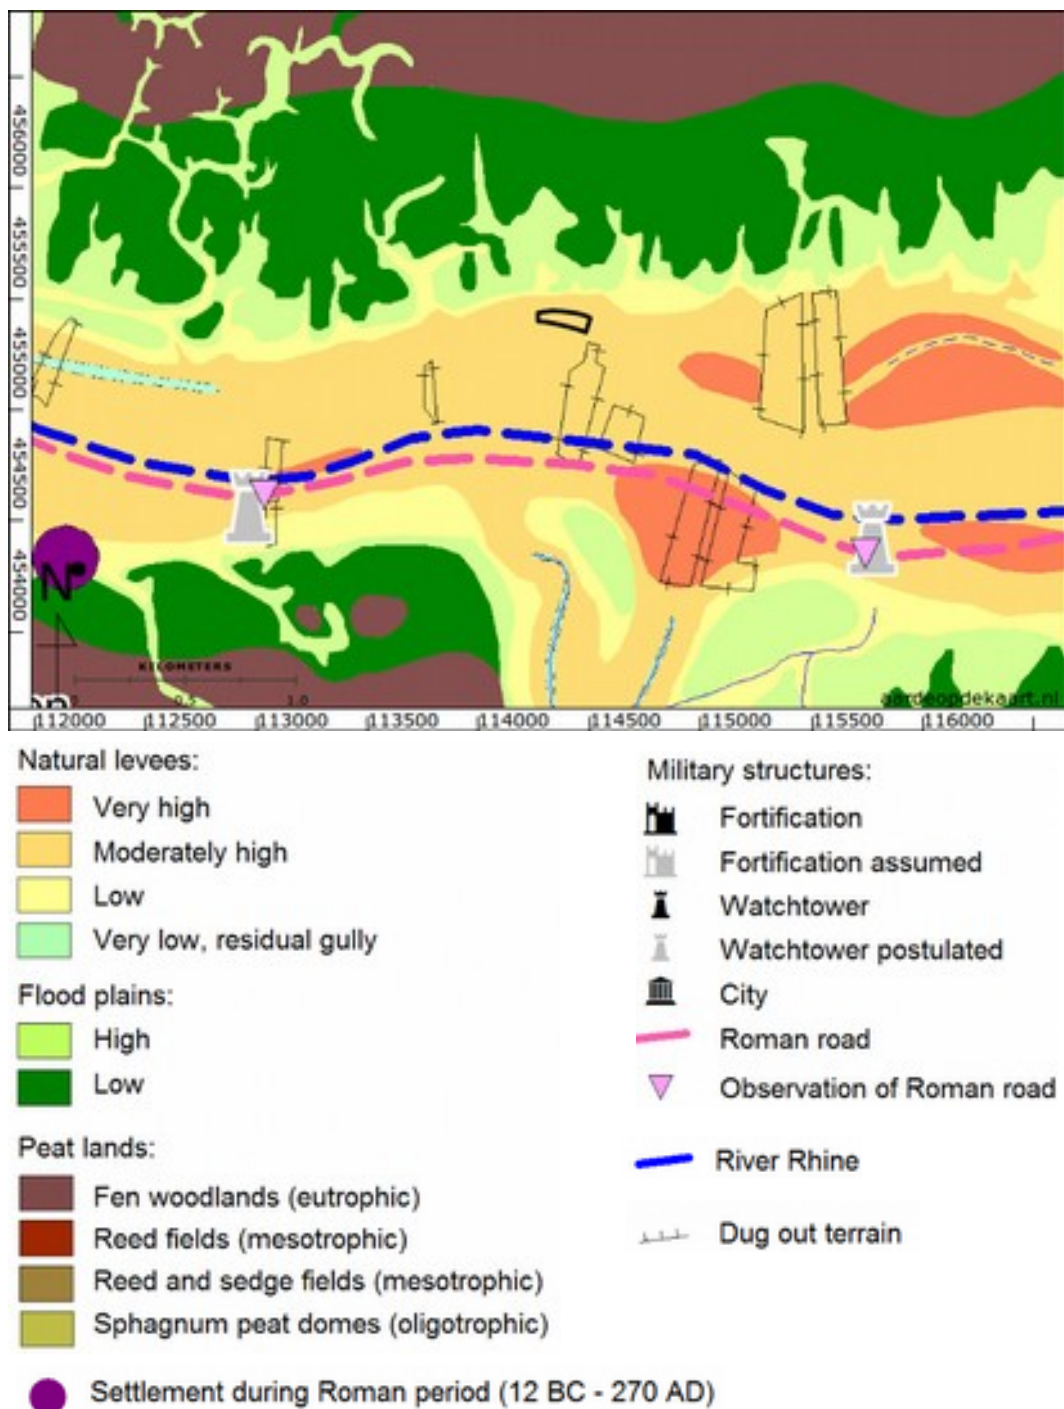 456000
455500
455000
454500
454000
N
KILOMETERS
0.5 1.0
aardeopdekaart.nl
112000 112500 113000 113500 114000 114500 115000 115500 116000
Natural levees:
Very high
Moderately high
Low
Very low, residual gully
Flood plains:
High
Low
Peat lands:
Fen woodlands (eutrophic)
Reed fields (mesotrophic)
Reed and sedge fields (mesotrophic)
Sphagnum peat domes (oligotrophic)
Settlement during Roman period (12 BC - 270 AD)
Military structures:
Fortification
Fortification assumed
Watchtower
Watchtower postulated
City
Roman road
Observation of Roman road
River Rhine
Dug out terrain